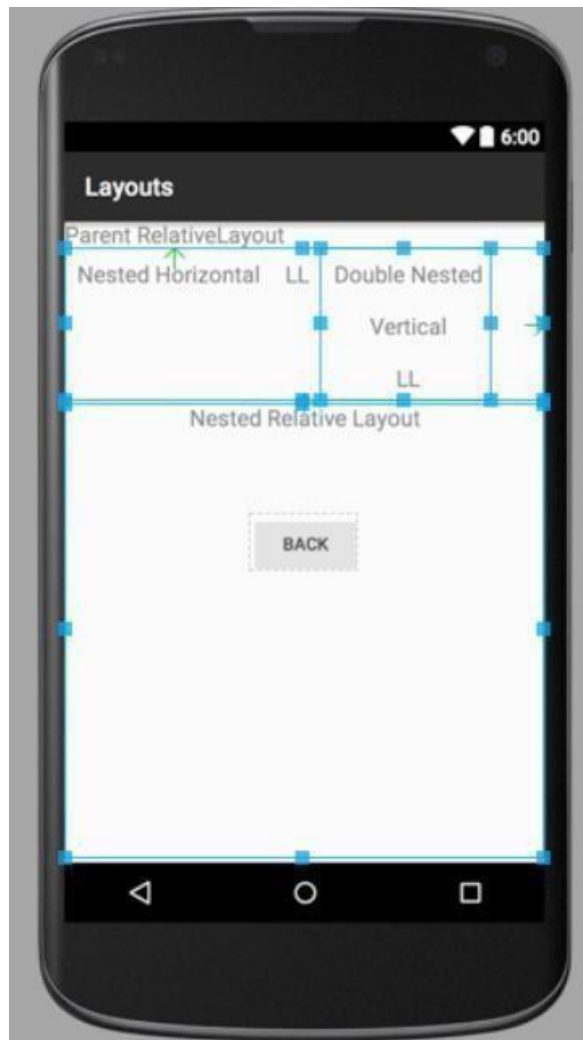 6:00
Layouts
Parent RelativeLayout
Nested Horizontal LL Double Nested
Vertical
LL
Nested Relative Layout
BACK